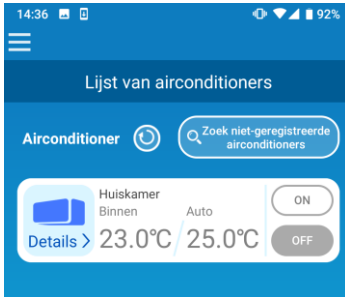 14:36 92%
Lijst van airconditioners
Airconditioner
Zoek niet-geregistreerde
airconditioners
Huiskamer
Binnen Auto
Details > 23.0℃ 25.0℃
ON
OFF